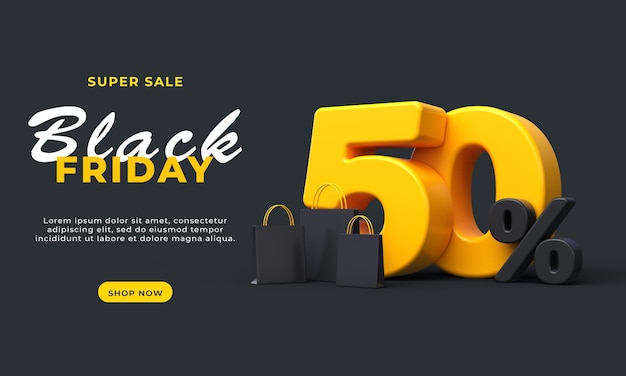 SUPER SALE
Black
FRIDAY
Lorem ipsum dolor sit amet, consectetur
adipiscing elit, sed do eiusmod tempor
incididunt ut labore et dolore magna aliqua.
SHOP NOW
50%